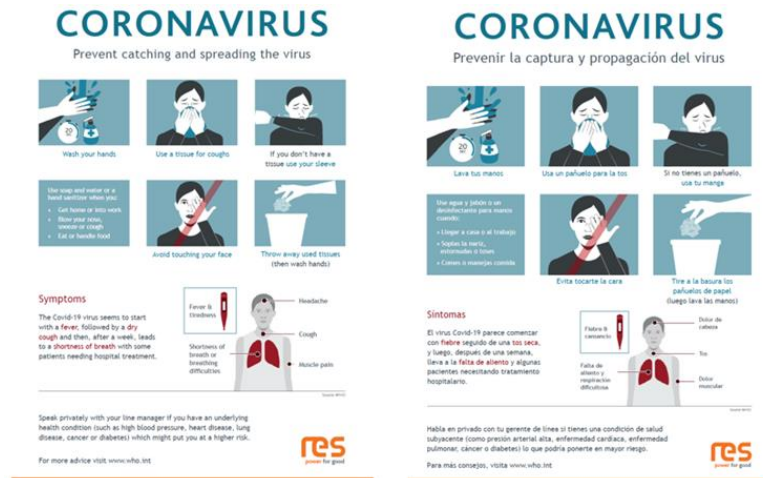 CORONAVIRUS
Prevent catching and spreading the virus
20
Wash your hands
Use a tissue for coughs
If you don't have a
tissue use your sleeve
Use soap and water or a
hand sanitizer when you:
• Get home or into work
• Blow your nose,
sneeze or cough
• Eat or handle food
Avoid touching your face
Throw away used tissues
(then wash hands)
Symptoms
The Covid-19 virus seems to start
with a fever, followed by a dry
cough and then, after a week, leads
to a shortness of breath with some
patients needing hospital treatment.
Fever &
tiredness
Headache
Cough
Shortness of
breath or
breathing
difficulties
Muscle pain
Source WHO
Speak privately with your line manager if you have an underlying
health condition (such as high blood pressure, heart disease, lung
disease, cancer or diabetes) which might put you at a higher risk.
For more advice visit www.who.int
res
power for good
CORONAVIRUS
Prevenir la captura y propagación del virus
20
Lava tus manos
Usa un pañuelo para la tos
Si no tienes un pañuelo,
usa tu manga
Use agua y jabón o un
desinfectante para manos
cuando:
• Llegar a casa o al trabajo
• Soplas la nariz,
estornudas o toses
• Comes o manejas comida
Evita tocarte la cara
Tire a la basura los
pañuelos de papel
(luego lava las manos)
Síntomas
El virus Covid-19 parece comenzar
con fiebre seguido de una tos seca,
y luego, después de una semana,
lleva a la falta de aliento y algunas
pacientes necesitando tratamiento
hospitalario.
Fiebre &
cansancio
Dolor de
cabeza
Tos
Falta de
aliento y
respiración
dificultosa
Dolor
muscular
Source WHO
Habla en privado con tu gerente de línea si tienes una condición de salud
subyacente (como presión arterial alta, enfermedad cardíaca, enfermedad
pulmonar, cáncer o diabetes) lo que podría ponerte en mayor riesgo.
Para más consejos, visita www.who.int
res
power for good